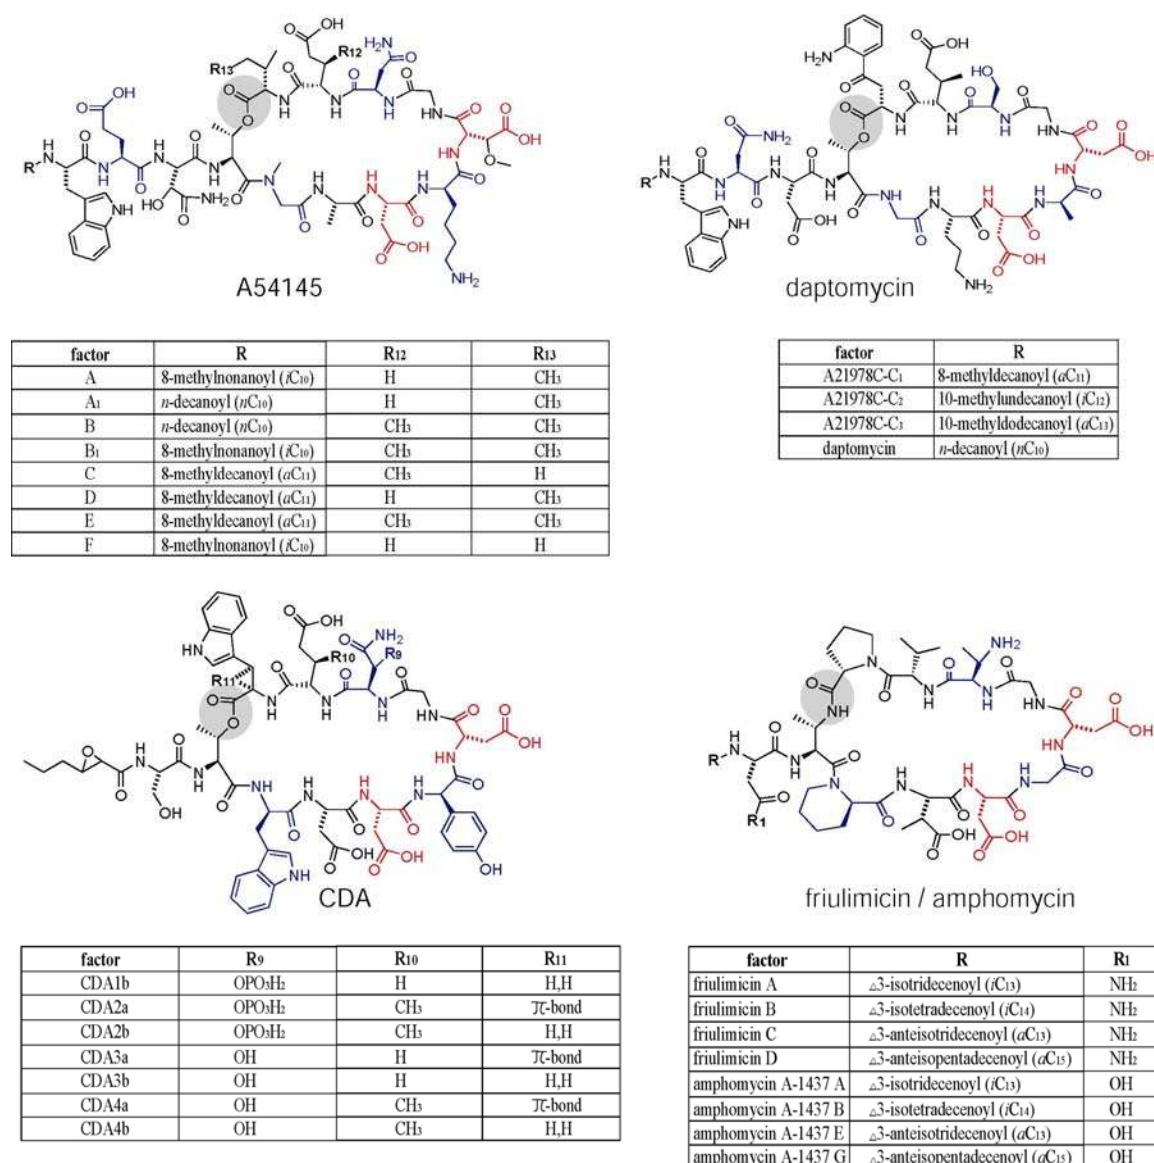 A54145
daptomycin
factor R R12 R13
A 8-methylnonanoyl (iC10) H CH3
A1 n-decanoyl (nC10) H CH3
B n-decanoyl (nC10) CH3 CH3
B1 8-methylnonanoyl (iC10) CH3 CH3
C 8-methyldecanoyl (aC11) CH3 H
D 8-methyldecanoyl (aC11) H CH3
E 8-methyldecanoyl (aC11) CH3 CH3
F 8-methylnonanoyl (iC10) H H
factor R
A21978C-C1 8-methyldecanoyl (aC11)
A21978C-C2 10-methylundecanoyl (iC12)
A21978C-C3 10-methyldodecanoyl (aC13)
daptomycin n-decanoyl (nC10)
CDA
friulimicin / amphomycin
factor R9 R10 R11
CDA1b OPO3H2 H H,H
CDA2a OPO3H2 CH3 π-bond
CDA2b OPO3H2 CH3 H,H
CDA3a OH H π-bond
CDA3b OH H H,H
CDA4a OH CH3 π-bond
CDA4b OH CH3 H,H
factor R R1
friulimicin A Δ3-isotridecenoyl (iC13) NH2
friulimicin B Δ3-isotetradecenoyl (iC14) NH2
friulimicin C Δ3-anteisotridecenoyl (aC13) NH2
friulimicin D Δ3-anteisopentadecenoyl (aC15) NH2
amphomycin A-1437 A Δ3-isotridecenoyl (iC13) OH
amphomycin A-1437 B Δ3-isotetradecenoyl (iC14) OH
amphomycin A-1437 E Δ3-anteisotridecenoyl (aC13) OH
amphomycin A-1437 G Δ3-anteisopentadecenoyl (aC15) OH